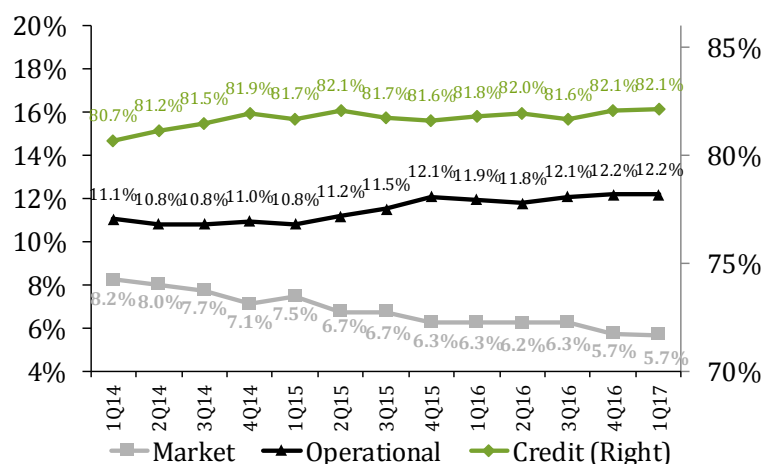 20%
18%
16%
14%
12%
10%
8%
6%
4%
85%
80%
75%
70%
80.7% 81.2% 81.5% 81.9% 81.7% 82.1% 81.7% 81.6% 81.8% 82.0% 81.6% 82.1% 82.1%
11.1% 10.8% 10.8% 11.0% 10.8% 11.2% 11.5% 12.1% 11.9% 11.8% 12.1% 12.2% 12.2%
8.2% 8.0% 7.7% 7.1% 7.5% 6.7% 6.7% 6.3% 6.3% 6.2% 6.3% 5.7% 5.7%
1Q14 2Q14 3Q14 4Q14 1Q15 2Q15 3Q15 4Q15 1Q16 2Q16 3Q16 4Q16 1Q17
Market Operational Credit (Right)